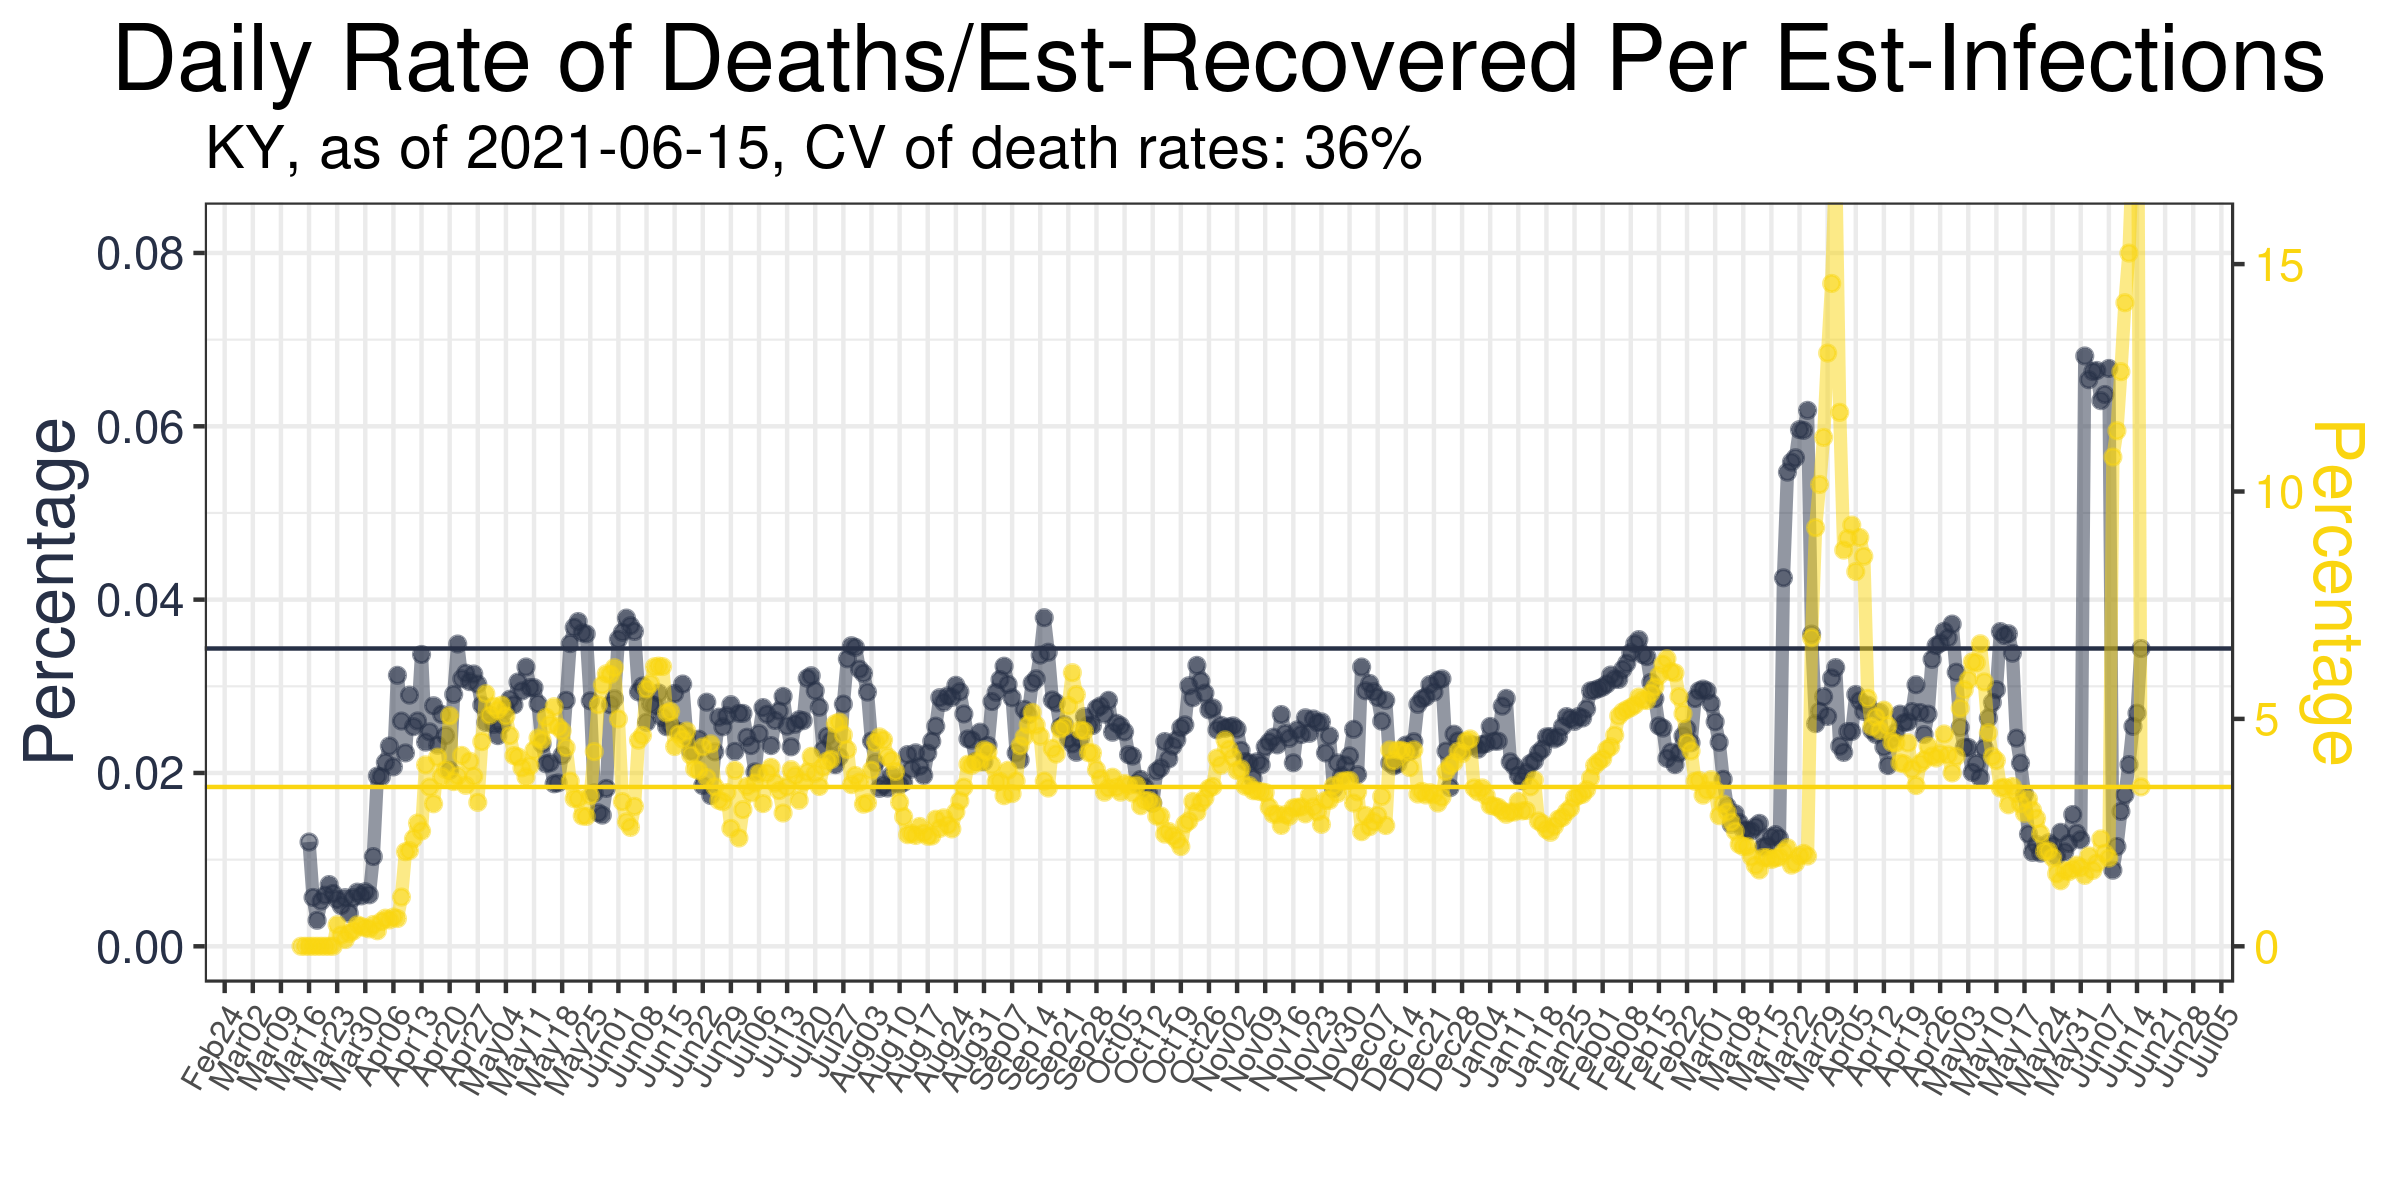 Daily Rate of Deaths/Est-Recovered Per Est-Infections
KY, as of 2021-06-15, CV of death rates: 36%
Percentage
0.08
0.06
0.04
0.02
0.00
15
10
5
0
Percentage
Feb24
Mar02
Mar09
Mar16
Mar23
Mar30
Apr06
Apr13
Apr20
Apr27
May04
May11
May18
May25
Jun01
Jun08
Jun15
Jun22
Jun29
Jul06
Jul13
Jul20
Jul27
Aug03
Aug10
Aug17
Aug24
Aug31
Sep07
Sep14
Sep21
Sep28
Oct05
Oct12
Oct19
Oct26
Nov02
Nov09
Nov16
Nov23
Nov30
Dec07
Dec14
Dec21
Dec28
Jan04
Jan11
Jan18
Jan25
Feb01
Feb08
Feb15
Feb22
Mar01
Mar08
Mar15
Mar22
Mar29
Apr05
Apr12
Apr19
Apr26
May03
May10
May17
May24
May31
Jun07
Jun14
Jun21
Jun28
Jul05